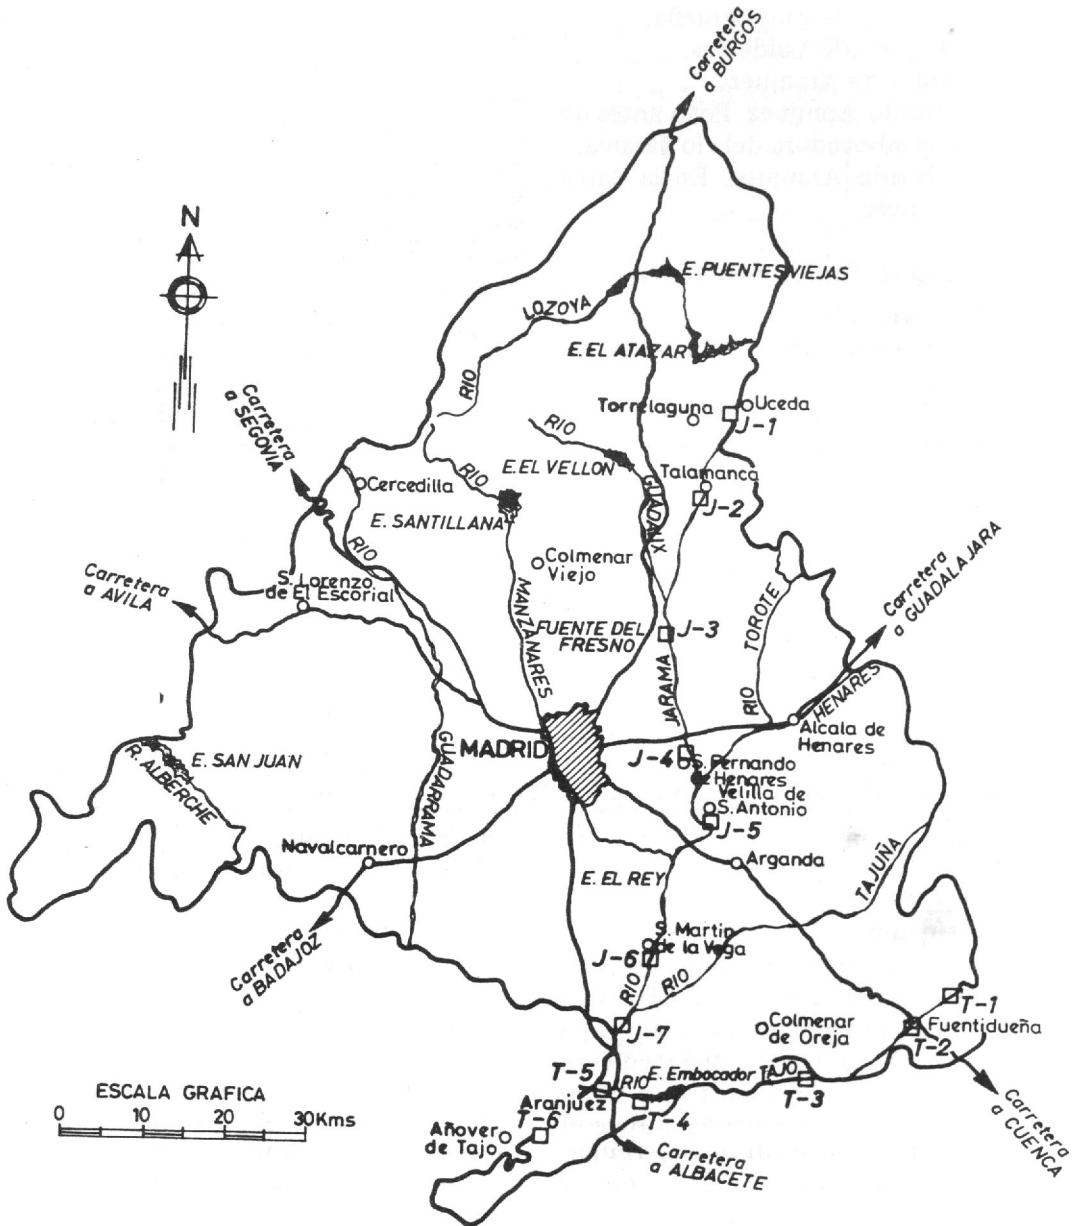 Carretera
a BURGOS
N
E. PUENTES VIEJAS
LOZOYA
RIO
E. EL ATAZAR
Carretera
a SEGOVIA
Torrelaguna
Uceda
J-1
RIO
E. EL VELLON
Talamanca
J-2
GUADALIX
Cercedilla
RIO
E. SANTILLANA
RIO
Colmenar
Viejo
Carretera
a AVILA
S. Lorenzo
de El Escorial
MANZANARES
FUENTE DEL
FRESNO
J-3
JARAMA
RIO TOROTE
Carretera
a GUADALAJARA
HENARES
Alcala de
Henares
MADRID
J-4
S. Fernando
de Henares
Velilla de
S. Antonio
J-5
E. SAN JUAN
R. ALBERCHE
GUADARRAMA
Navalcarnero
Arganda
TAJUÑA
E. EL REY
Carretera
a BADAJOZ
S. Martin
de la Vega
J-6
RIO
RIO
J-7
T-1
Fuentidueña
T-2
Colmenar
de Oreja
T-5
RIO
E. Embocador
TAJO
T-3
Aranjuez
T-4
T-6
Añover
de Tajo
Carretera
a ALBACETE
Carretera
a CUENCA
ESCALA GRAFICA
0 10 20 30 Kms